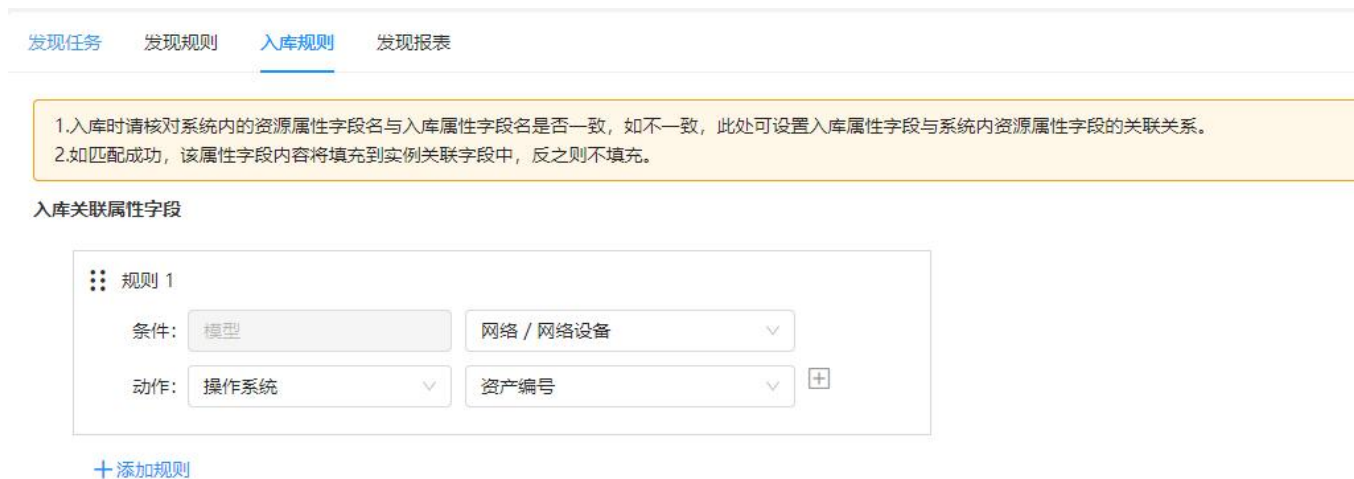 发现任务 发现规则 入库规则 发现报表
1.入库时请核对系统内的资源属性字段名与入库属性字段名是否一致，如不一致，此处可设置入库属性字段与系统内资源属性字段的关联关系。
2.如匹配成功，该属性字段内容将填充到实例关联字段中，反之则不填充。
入库关联属性字段
规则 1
条件: 模型 网络 / 网络设备
动作: 操作系统 资产编号
添加规则